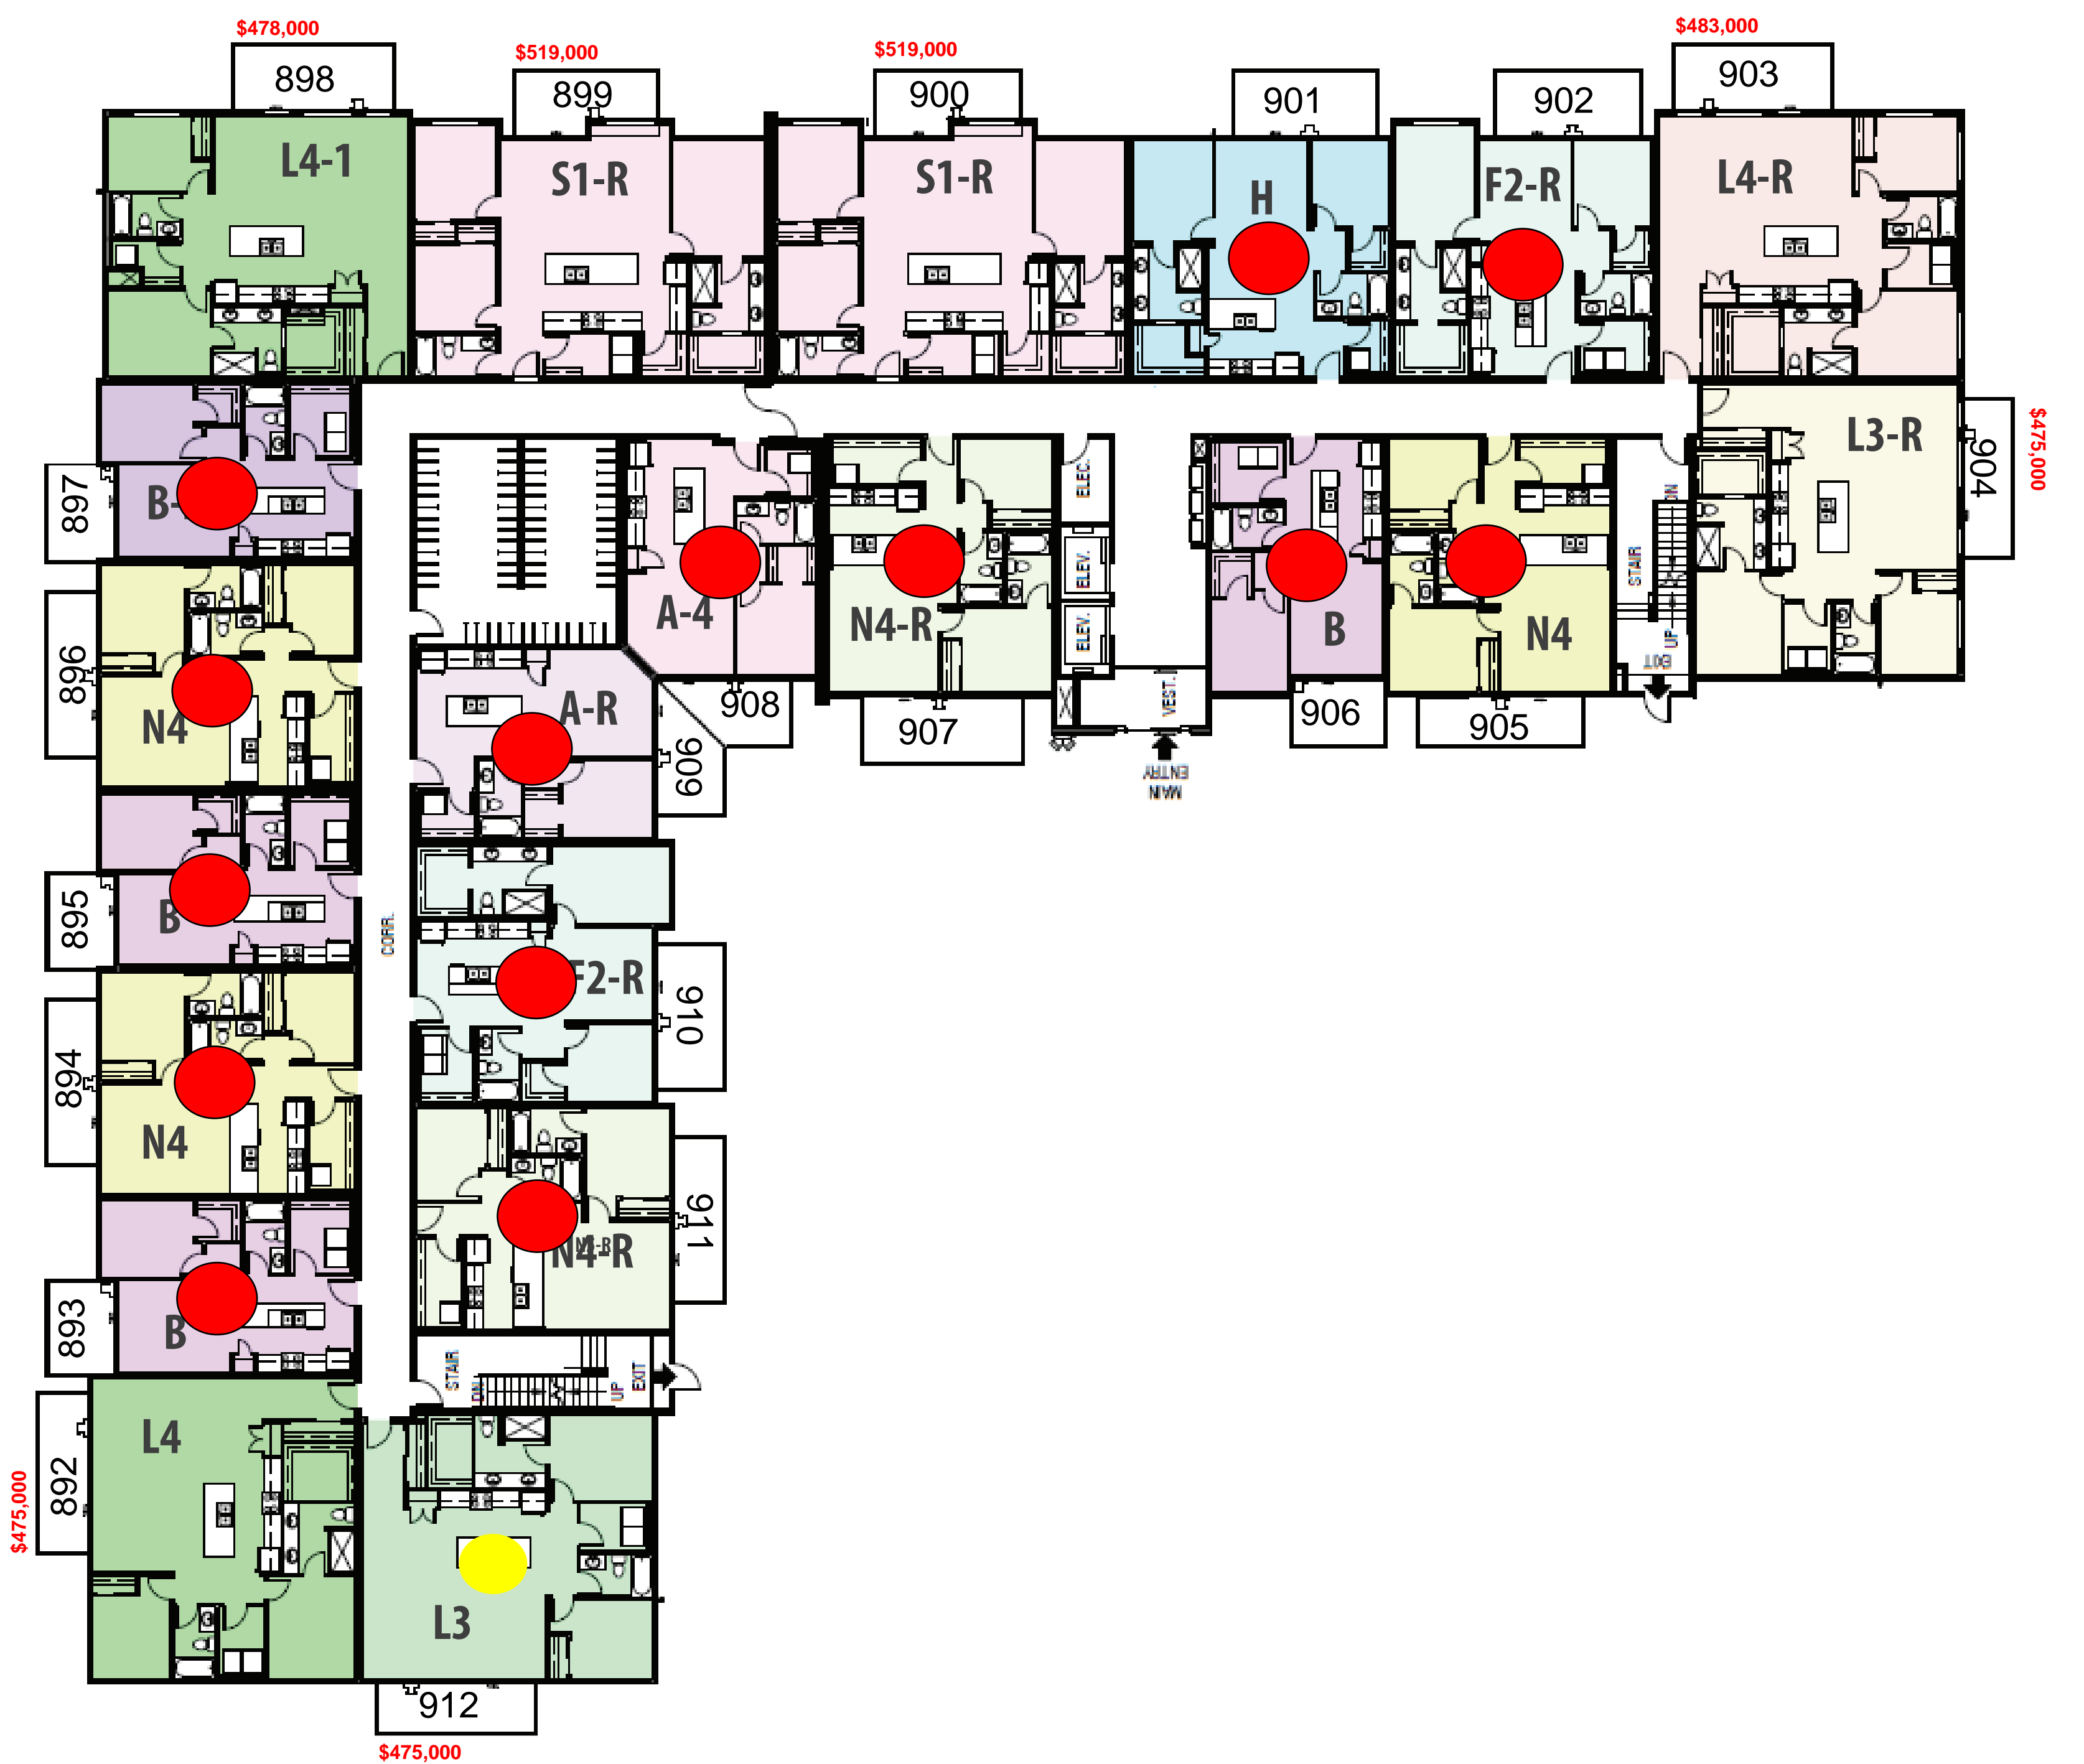 $478,000
$519,000
$519,000
$483,000
898
899
900
901
902
903
L4-1
S1-R
S1-R
H
F2-R
L4-R
897
B-
L3-R
904
$475,000
ELEC.
ELEV.
ELEV.
STAIR
DN
UP
EXIT
A-4
N4-R
B
N4
896
N4
A-R
908
909
907
VEST.
906
905
MAIN
ENTRY
895
B
CORR.
F2-R
910
894
N4
911
N4-R
893
B
STAIR
DN
UP
EXIT
L4
892
$475,000
L3
912
$475,000